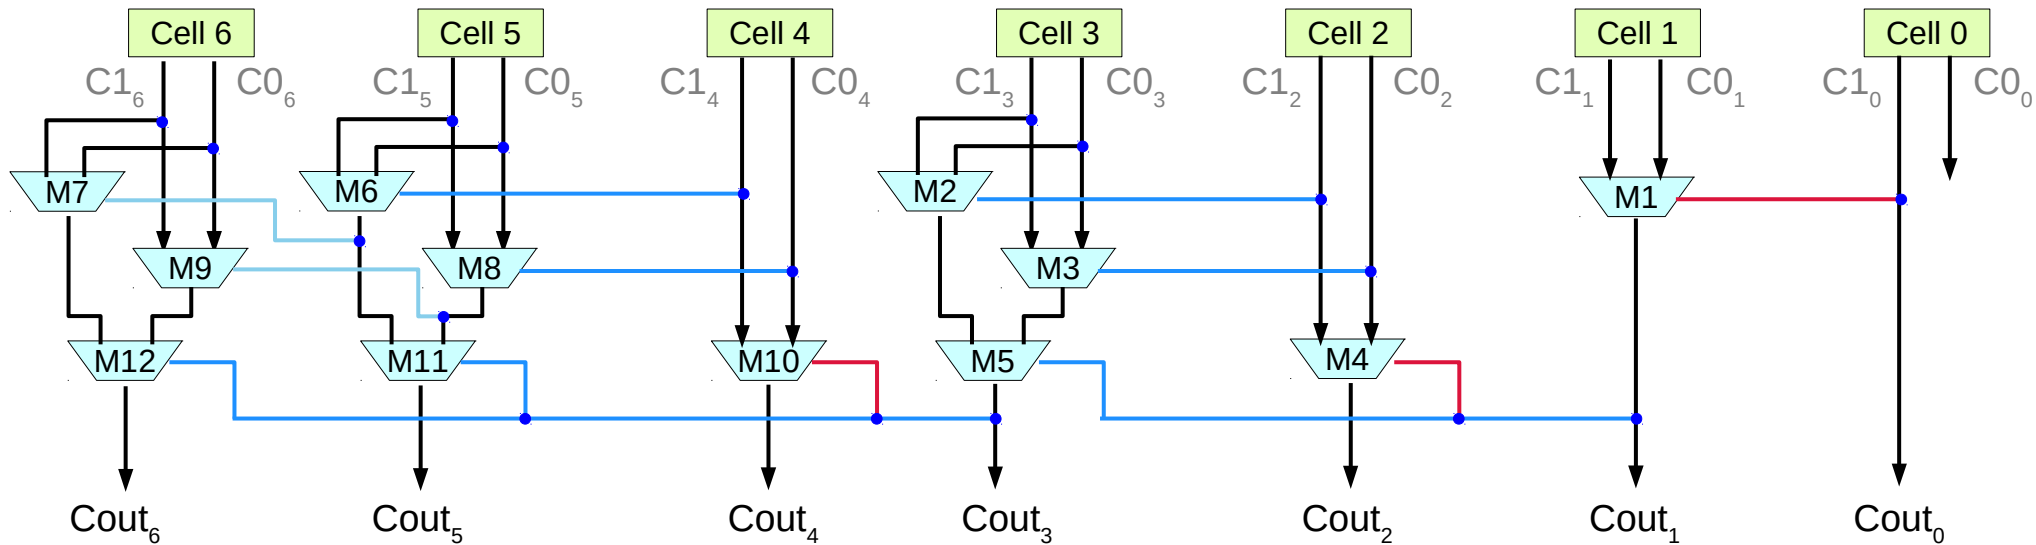 Cell 6 Cell 5 Cell 4 Cell 3 Cell 2 Cell 1 Cell 0
C1₆ C0₆ C1₅ C0₅ C1₄ C0₄ C1₃ C0₃ C1₂ C0₂ C1₁ C0₁ C1₀ C0₀
M7 M6 M2 M1
M9 M8 M3
M12 M11 M10 M5 M4
Cout₆ Cout₅ Cout₄ Cout₃ Cout₂ Cout₁ Cout₀